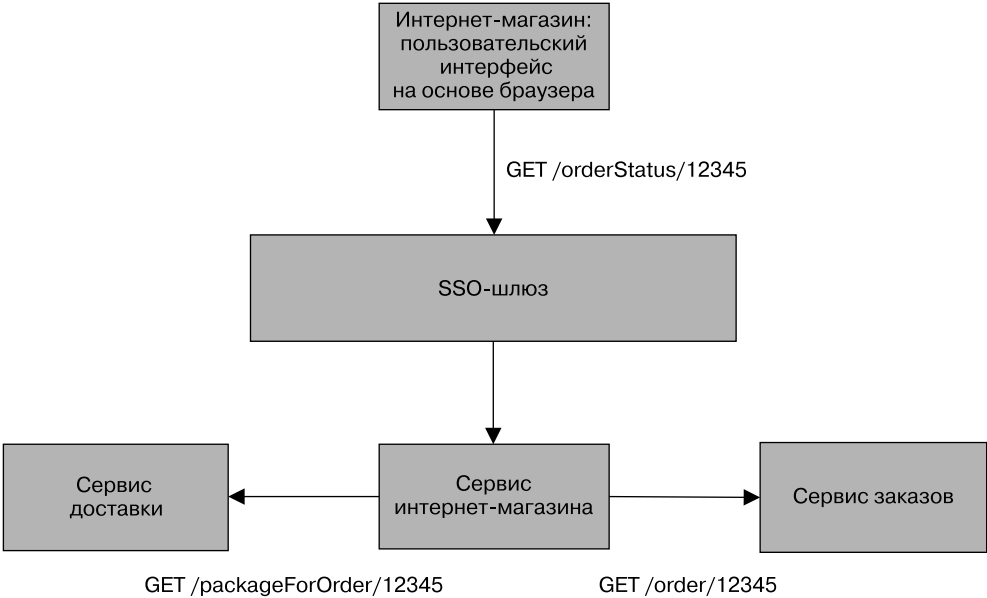 Интернет-магазин:
пользовательский
интерфейс
на основе браузера
GET /orderStatus/12345
SSO-шлюз
Сервис
доставки
Сервис
интернет-магазина
Сервис заказов
GET /packageForOrder/12345
GET /order/12345